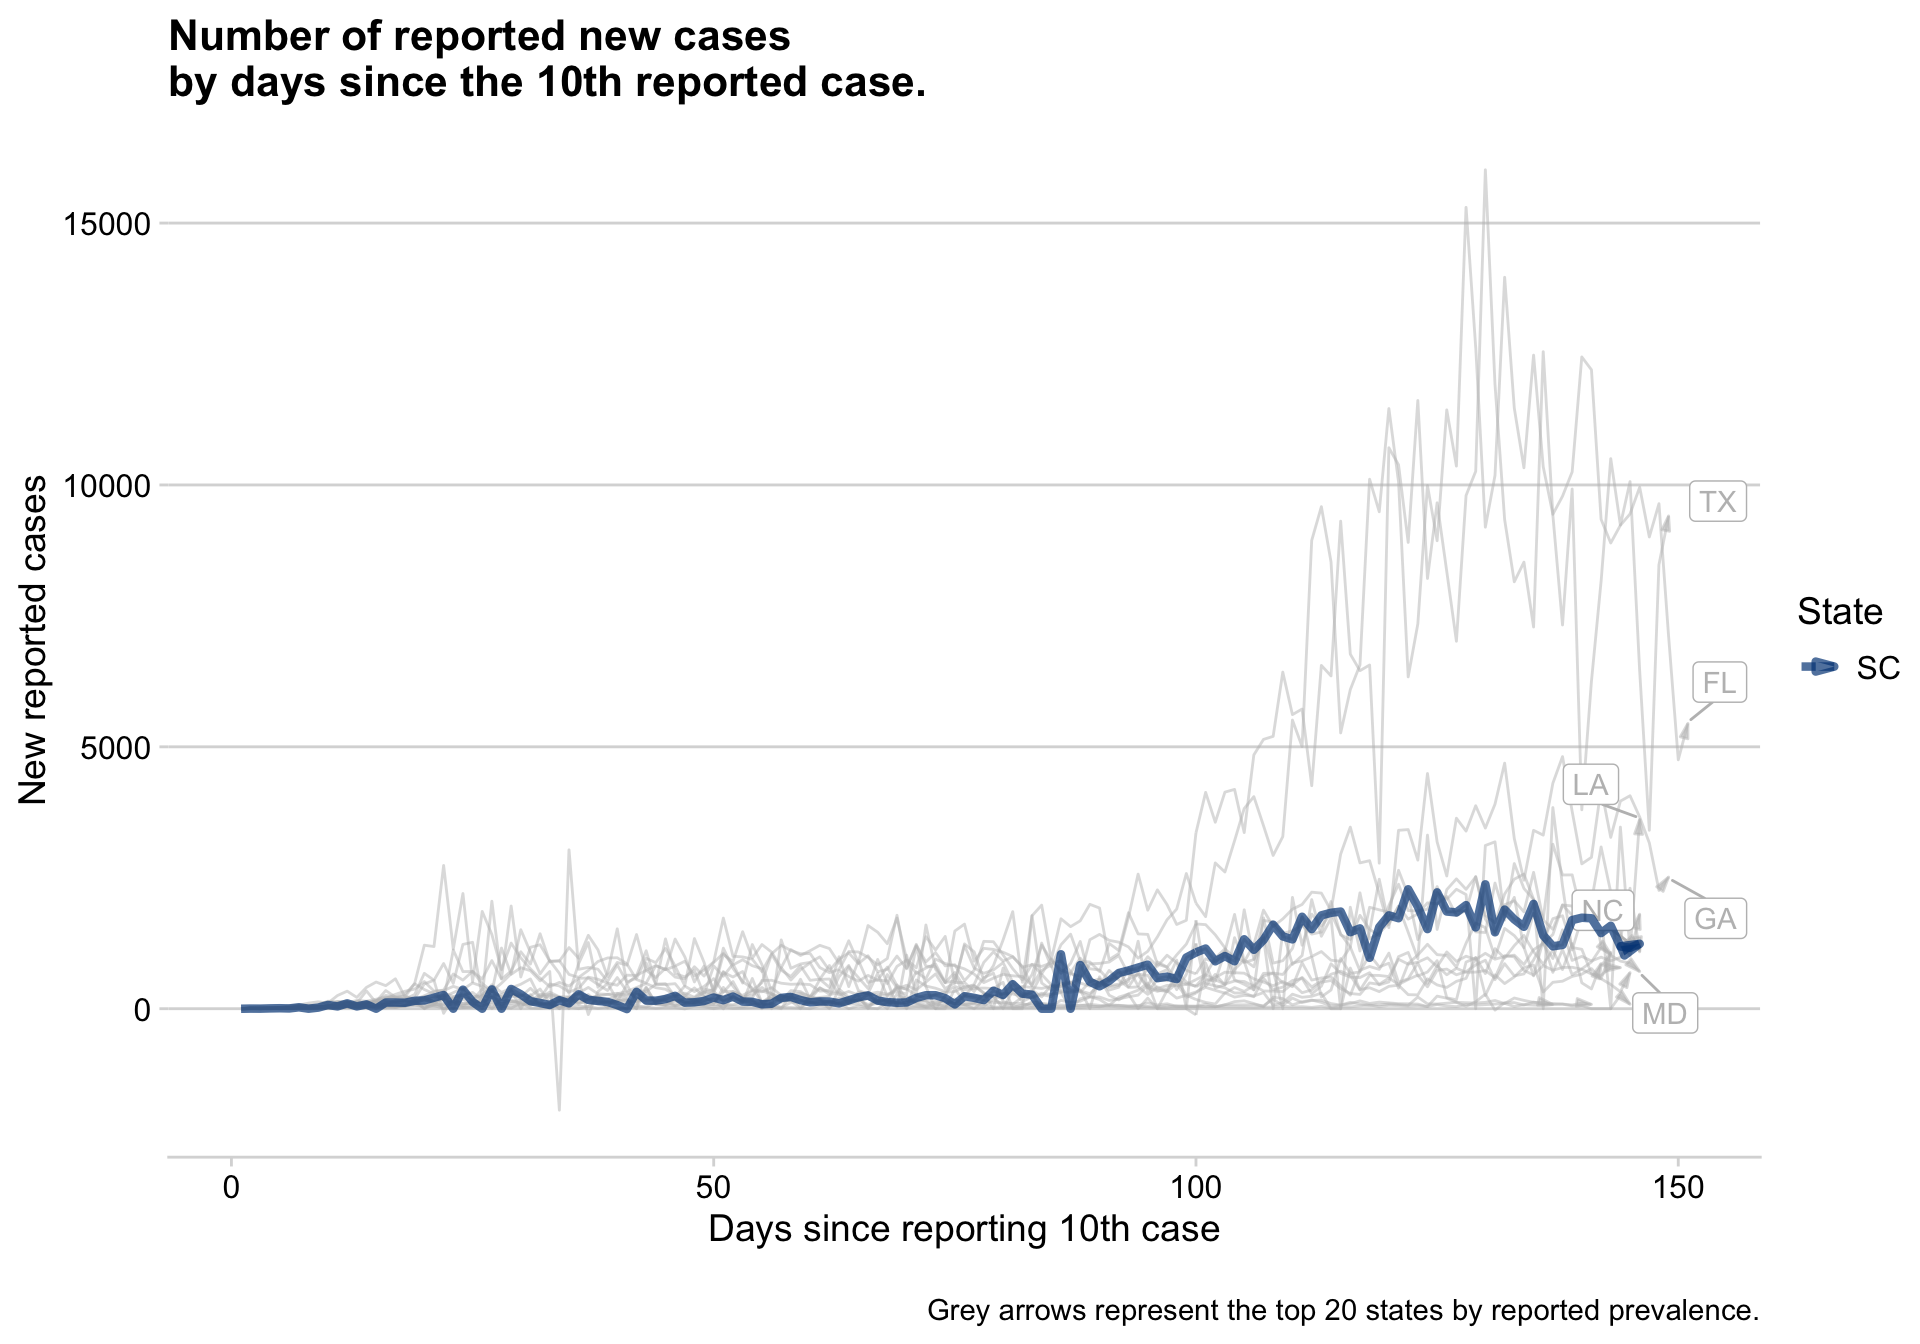 Number of reported new cases
by days since the 10th reported case.
New reported cases
15000
10000
5000
0
TX
FL
LA
NC
GA
MD
State
SC
0
50
100
150
Days since reporting 10th case
Grey arrows represent the top 20 states by reported prevalence.